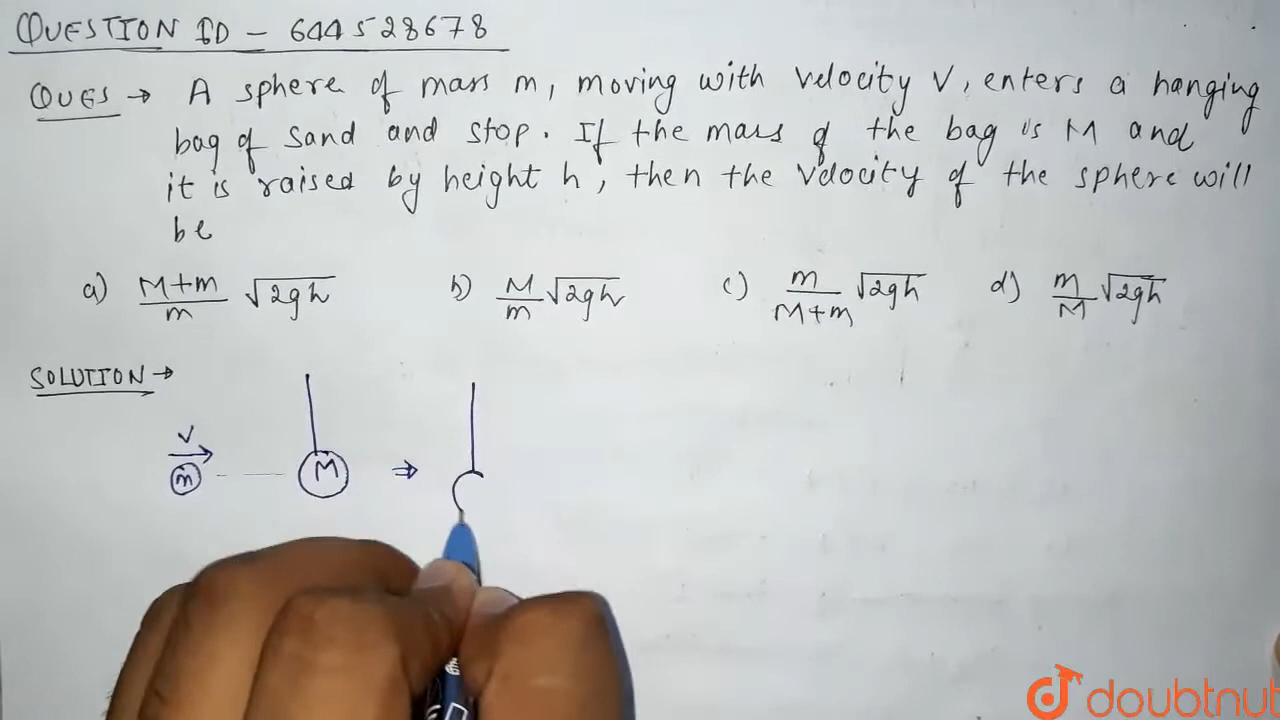 QUESTION ID - 644528678
QUES → A sphere of mass m, moving with velocity V, enters a hanging
bag of sand and stop. If the mass of the bag is M and
it is raised by height h, then the velocity of the sphere will
be
a) M+m/m √2gh b) M/m √2gh c) m/M+m √2gh d) m/M √2gh
SOLUTION →
V
m M ⇒
doubtnut